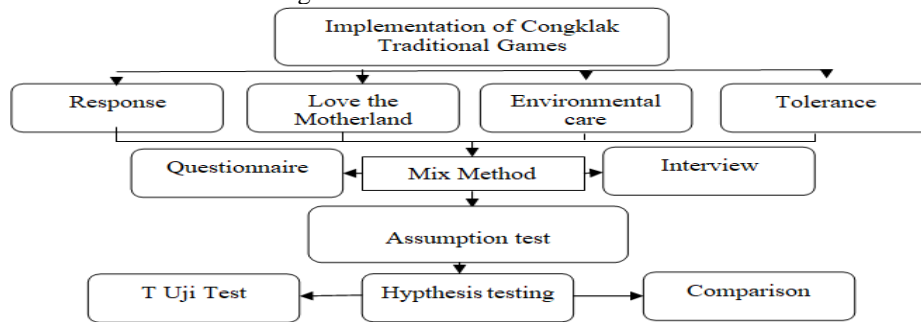 Implementation of Congklak
Traditional Games
Response
Love the
Motherland
Environmental
care
Tolerance
Questionnaire
Mix Method
Interview
Assumption test
T Uji Test
Hypthesis testing
Comparison